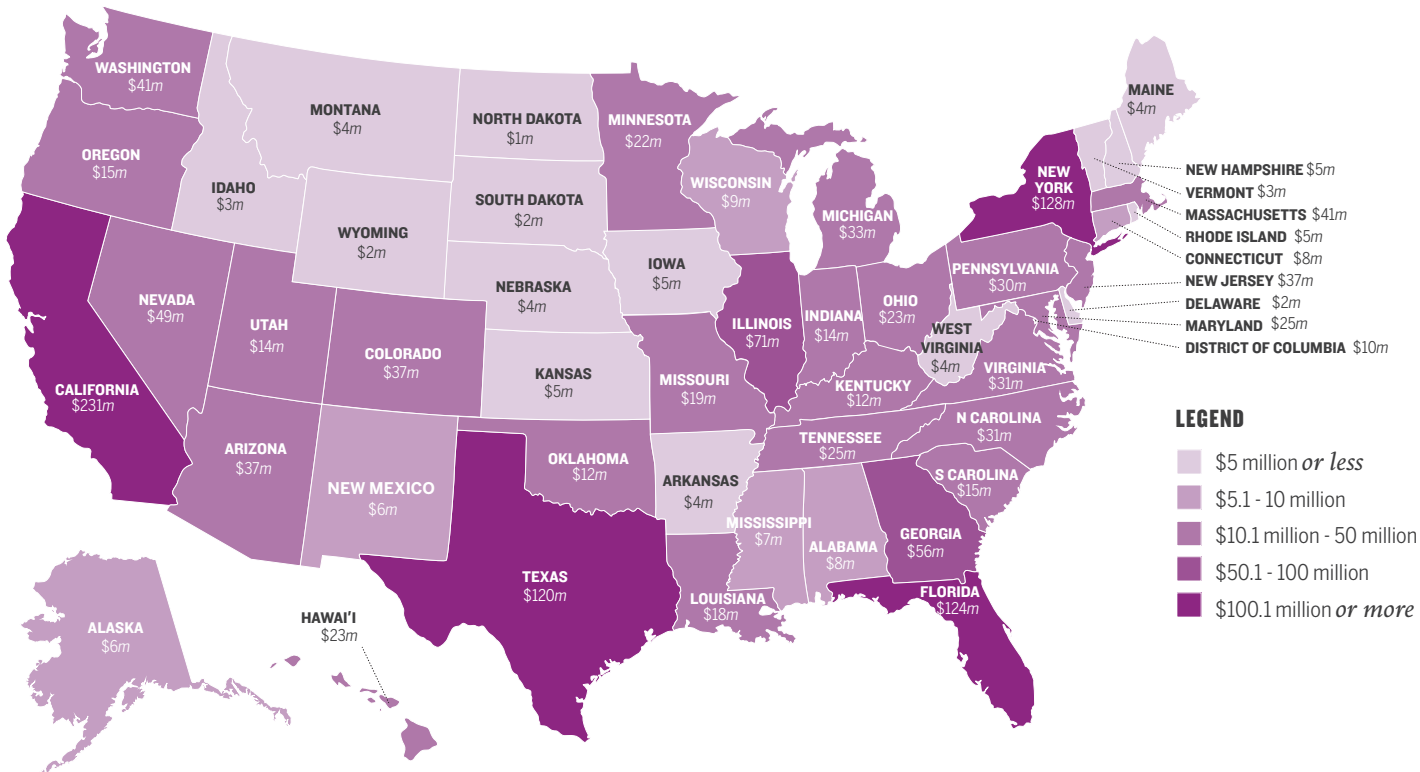 WASHINGTON
$41m
OREGON
$15m
CALIFORNIA
$231m
NEVADA
$49m
IDAHO
$3m
MONTANA
$4m
WYOMING
$2m
UTAH
$14m
ARIZONA
$37m
COLORADO
$37m
NEW MEXICO
$6m
NORTH DAKOTA
$1m
SOUTH DAKOTA
$2m
NEBRASKA
$4m
KANSAS
$5m
OKLAHOMA
$12m
TEXAS
$120m
MINNESOTA
$22m
IOWA
$5m
MISSOURI
$19m
ARKANSAS
$4m
LOUISIANA
$18m
WISCONSIN
$9m
ILLINOIS
$71m
MICHIGAN
$33m
INDIANA
$14m
OHIO
$23m
KENTUCKY
$12m
TENNESSEE
$25m
MISSISSIPPI
$7m
ALABAMA
$8m
GEORGIA
$56m
FLORIDA
$124m
S CAROLINA
$15m
N CAROLINA
$31m
VIRGINIA
$31m
WEST
VIRGINIA
$4m
PENNSYLVANIA
$30m
NEW
YORK
$128m
MAINE
$4m
NEW HAMPSHIRE $5m
VERMONT $3m
MASSACHUSETTS $41m
RHODE ISLAND $5m
CONNECTICUT $8m
NEW JERSEY $37m
DELAWARE $2m
MARYLAND $25m
DISTRICT OF COLUMBIA $10m
ALASKA
$6m
HAWAI'I
$23m
LEGEND
$5 million or less
$5.1 - 10 million
$10.1 million - 50 million
$50.1 - 100 million
$100.1 million or more